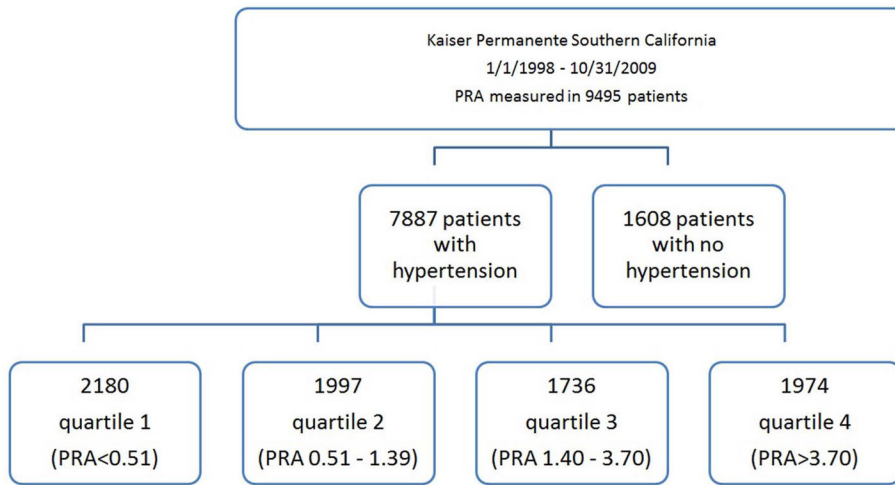 Kaiser Permanente Southern California
1/1/1998 - 10/31/2009
PRA measured in 9495 patients
7887 patients
with
hypertension
1608 patients
with no
hypertension
2180
quartile 1
(PRA<0.51)
1997
quartile 2
(PRA 0.51 - 1.39)
1736
quartile 3
(PRA 1.40 - 3.70)
1974
quartile 4
(PRA>3.70)